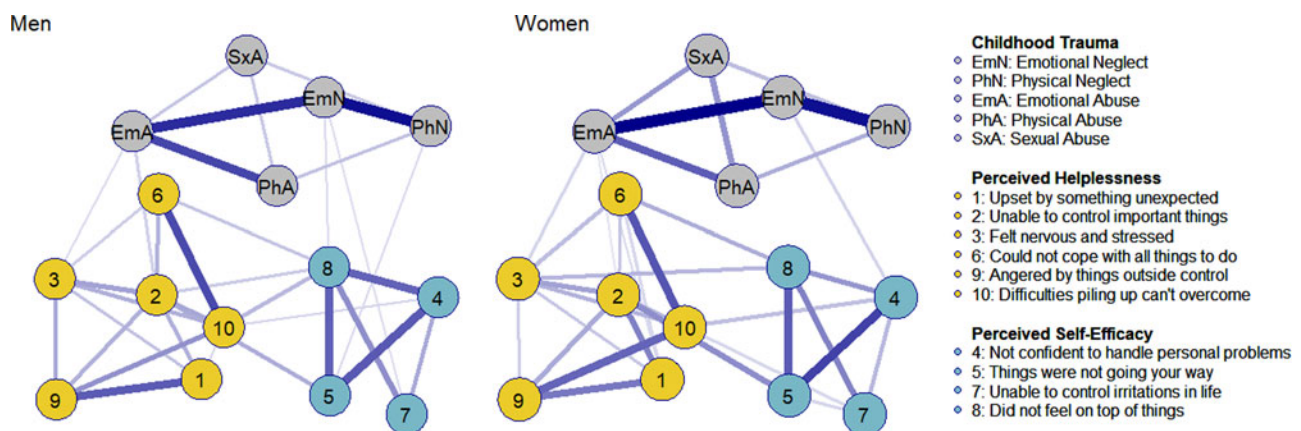 Men
SxA
EmN
EmA
PhN
PhA
6
3
2
8
4
10
1
9
5
7
Women
SxA
EmN
EmA
PhN
PhA
6
3
2
8
4
10
1
9
5
7
Childhood Trauma
EmN: Emotional Neglect
PhN: Physical Neglect
EmA: Emotional Abuse
PhA: Physical Abuse
SxA: Sexual Abuse
Perceived Helplessness
1: Upset by something unexpected
2: Unable to control important things
3: Felt nervous and stressed
6: Could not cope with all things to do
9: Angered by things outside control
10: Difficulties piling up can't overcome
Perceived Self-Efficacy
4: Not confident to handle personal problems
5: Things were not going your way
7: Unable to control irritations in life
8: Did not feel on top of things